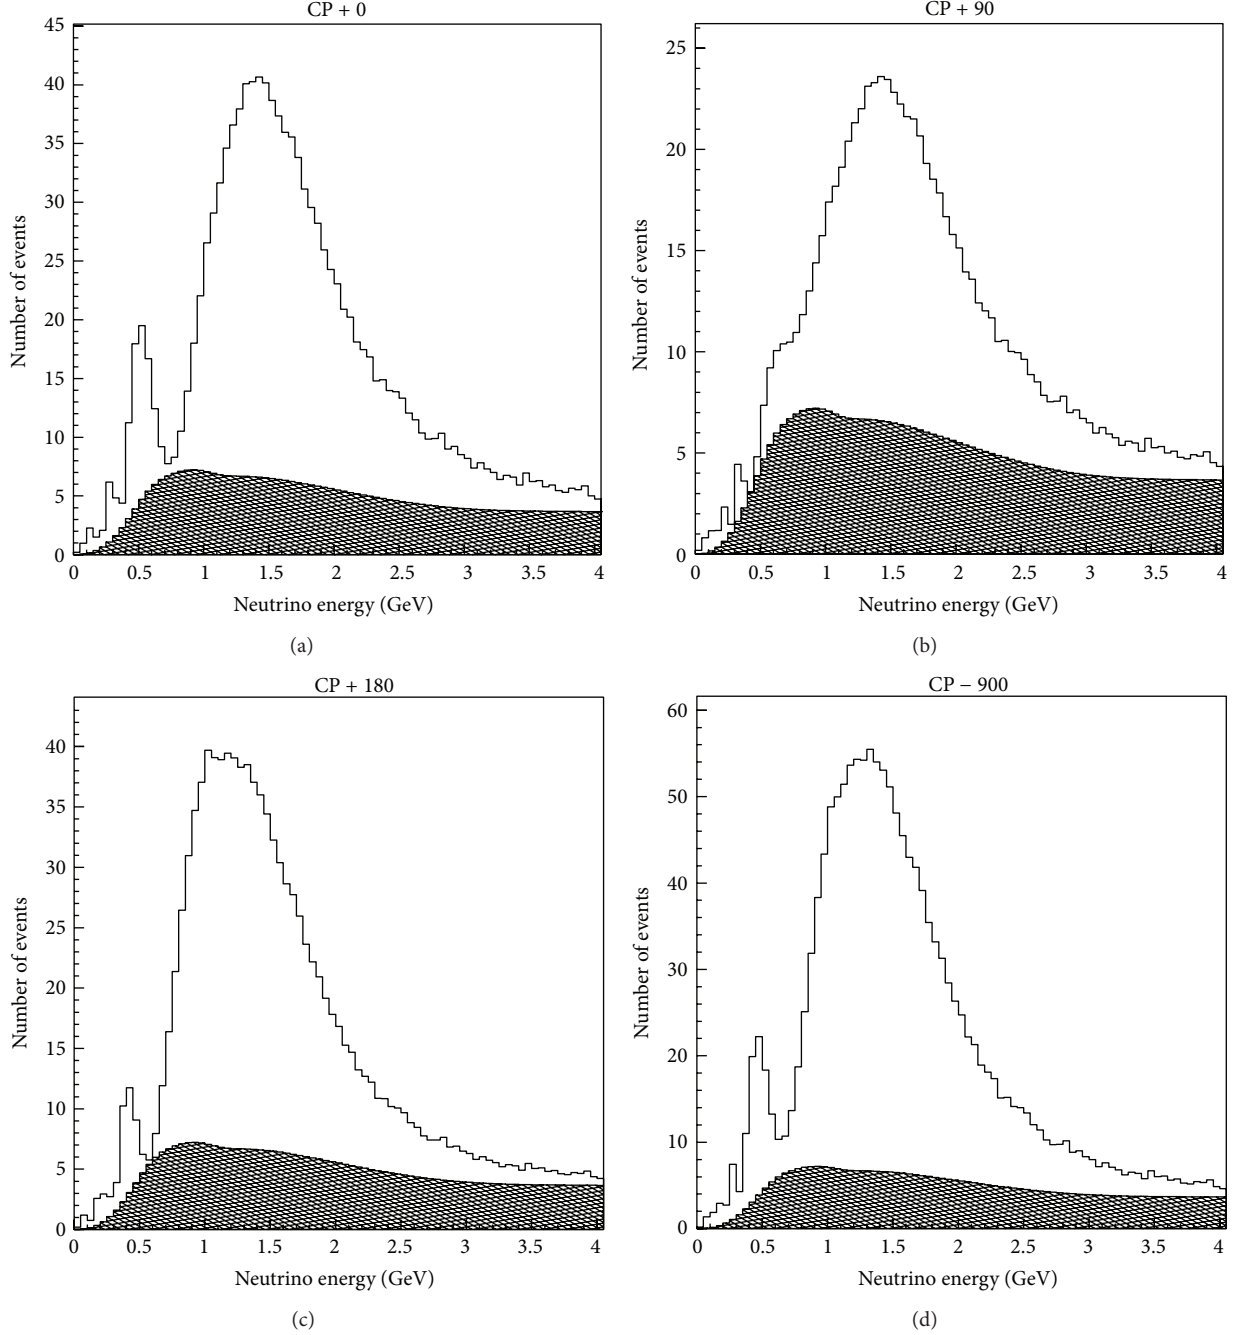 CP + 0
45
40
35
30
25
20
15
10
5
0
Number of events
0 0.5 1 1.5 2 2.5 3 3.5 4
Neutrino energy (GeV)
(a)
CP + 90
25
20
15
10
5
0
Number of events
0 0.5 1 1.5 2 2.5 3 3.5 4
Neutrino energy (GeV)
(b)
CP + 180
40
35
30
25
20
15
10
5
0
Number of events
0 0.5 1 1.5 2 2.5 3 3.5 4
Neutrino energy (GeV)
(c)
CP − 900
60
50
40
30
20
10
0
Number of events
0 0.5 1 1.5 2 2.5 3 3.5 4
Neutrino energy (GeV)
(d)